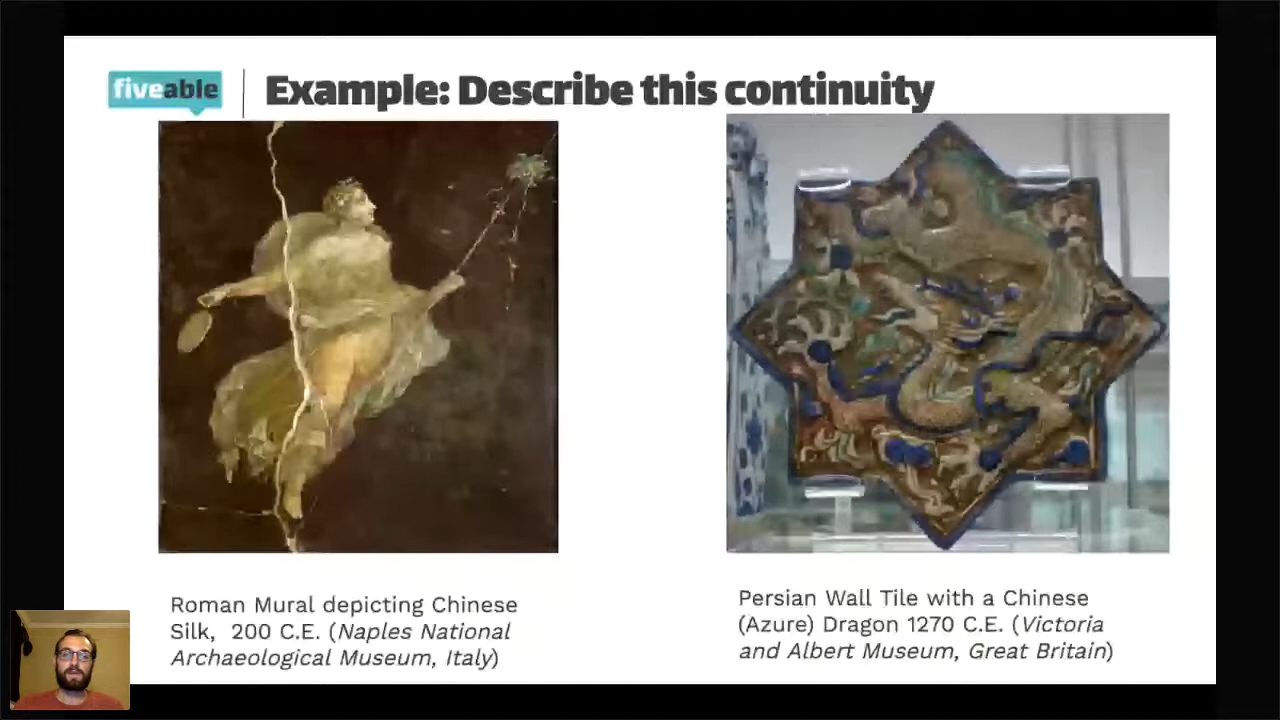 fiveable
Example: Describe this continuity
Roman Mural depicting Chinese
Silk, 200 C.E. (Naples National
Archaeological Museum, Italy)
Persian Wall Tile with a Chinese
(Azure) Dragon 1270 C.E. (Victoria
and Albert Museum, Great Britain)